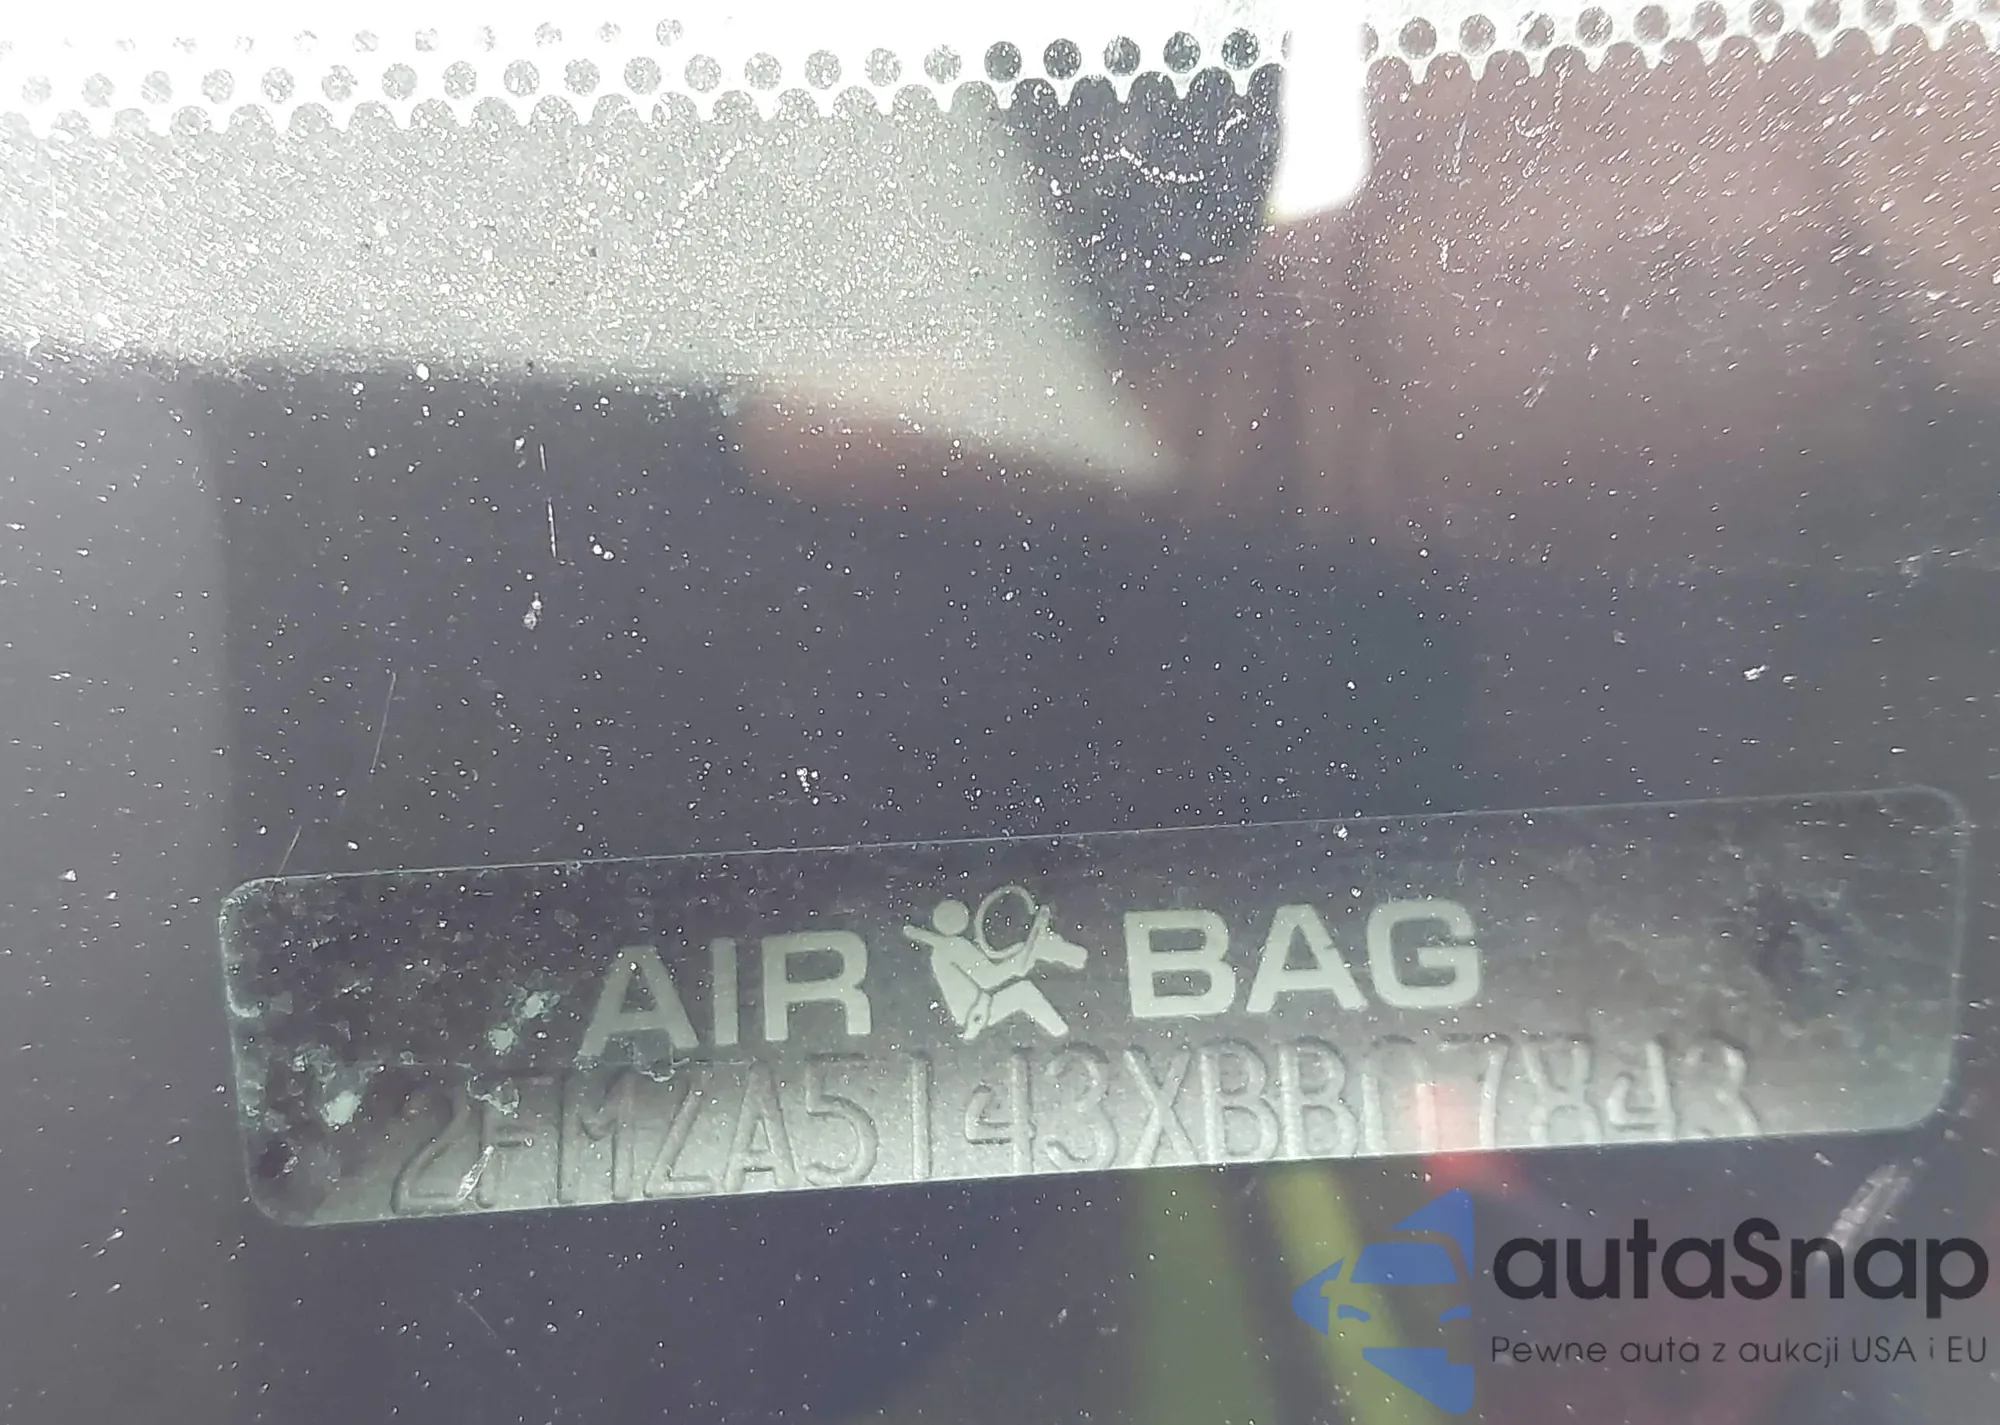 AIR BAG
2FMZA5143XBB07843
autaSnap
Pewne auta z aukcji USA i EU